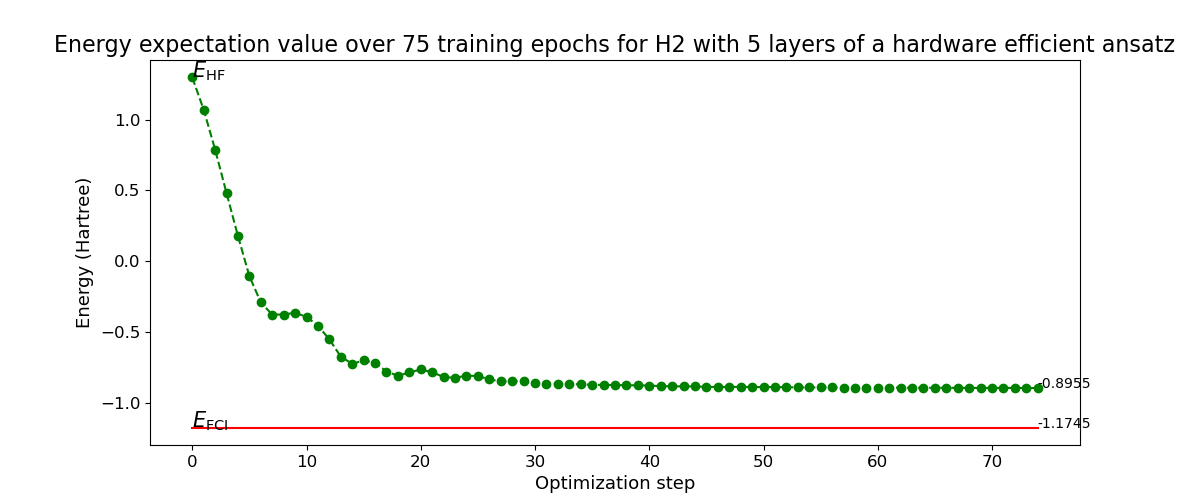 Energy expectation value over 75 training epochs for H2 with 5 layers of a hardware efficient ansatz
E_HF
1.0
0.5
0.0
−0.5
−1.0
Energy (Hartree)
-0.8955
E_FCI
-1.1745
0 10 20 30 40 50 60 70
Optimization step